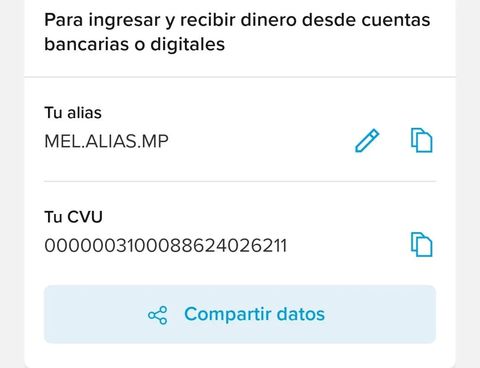 Para ingresar y recibir dinero desde cuentas
bancarias o digitales
Tu alias
MEL.ALIAS.MP
Tu CVU
0000003100088624026211
Compartir datos